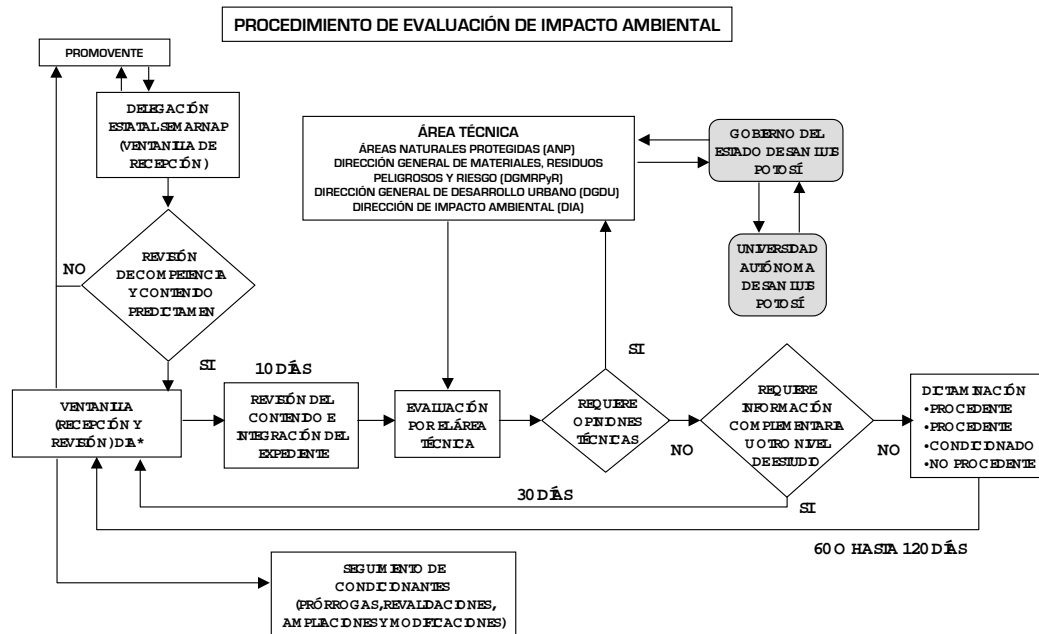 PROCEDIMIENTO DE EVALUACIÓN DE IMPACTO AMBIENTAL
PROMOVENTE
DELEGACIÓN
ESTATAL SEMARNAP
(VENTANILLA DE
RECEPCIÓN)
ÁREA TÉCNICA
ÁREAS NATURALES PROTEGIDAS (ANP)
DIRECCIÓN GENERAL DE MATERIALES, RESIDUOS
PELIGROSOS Y RIESGO (DGMRPyR)
DIRECCIÓN GENERAL DE DESARROLLO URBANO (DGDU)
DIRECCIÓN DE IMPACTO AMBIENTAL (DIA)
GOBIERNO DEL
ESTADO DE SAN LUIS
POTOSÍ
UNIVERSIDAD
AUTÓNOMA
DE SAN LUIS
POTOSÍ
REVISIÓN
DE COMPETENCIA
Y CONTENIDO
PREDICTAMEN
NO
SI
10 DÍAS
VENTANILLA
(RECEPCIÓN Y
REVISIÓN) DIA*
REVISIÓN DEL
CONTENIDO E
INTEGRACIÓN DEL
EXPEDIENTE
EVALUACIÓN
POR EL ÁREA
TÉCNICA
REQUIERE
OPINIONES
TÉCNICAS
SI
NO
REQUIERE
INFORMACIÓN
COMPLEMENTARIA
U OTRO NIVEL
DE ESTUDIO
NO
SI
DICTAMINACIÓN
•PROCEDENTE
•PROCEDENTE
•CONDICIONADO
•NO PROCEDENTE
30 DÍAS
60 O HASTA 120 DÍAS
SEGUIMIENTO DE
CONDICIONANTES
(PRÓRROGAS, REVALIDACIONES,
AMPLIACIONES Y MODIFICACIONES)